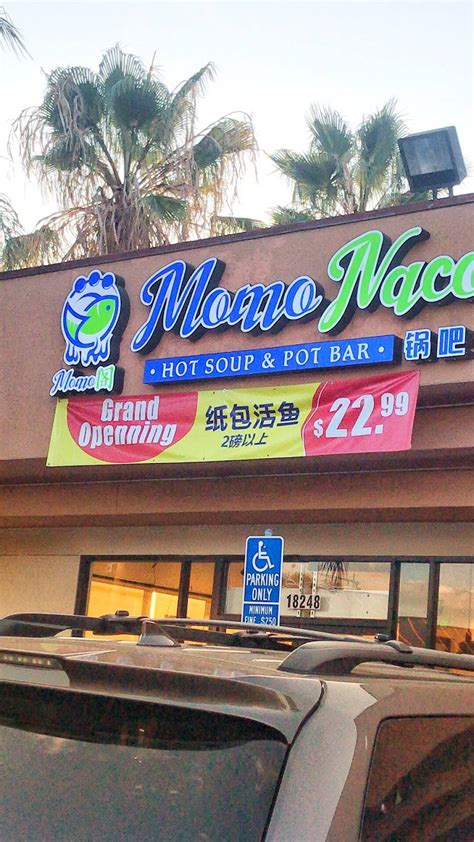 Momo Naco
HOT SOUP & POT BAR
锅吧
Momo阁
Grand
Openning
纸包活鱼
2磅以上
$22.99
PARKING
ONLY
MINIMUM
FINE $250
18248